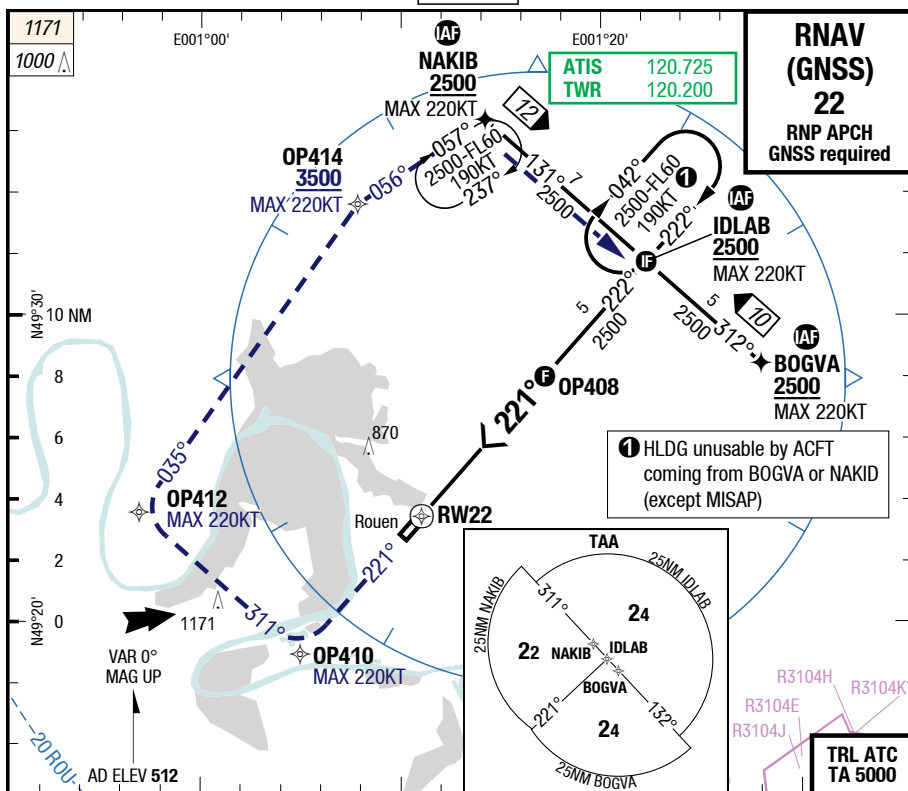 1171
1000
E001°00'
E001°20'
IAF
NAKIB
2500
MAX 220KT
ATIS 120.725
TWR 120.200
RNAV
(GNSS)
22
RNP APCH
GNSS required
12
OP414
3500
MAX 220KT
056°
057°
2500-FL60
190KT
237°
131°
7
2500
042°
2500-FL60
190KT
1
222°
IAF
IDLAB
2500
MAX 220KT
IF
222°
5
2500
5
2500
10
312°
IAF
BOGVA
2500
MAX 220KT
N49°30'
10 NM
8
6
4
2
0
N49°20'
F
OP408
221°
870
1 HLDG unusable by ACFT
coming from BOGVA or NAKID
(except MISAP)
035°
OP412
MAX 220KT
Rouen
RW22
221°
1171
311°
OP410
MAX 220KT
VAR 0°
MAG UP
AD ELEV 512
20 ROU
TAA
25NM NAKIB
25NM IDLAB
311°
24
22
NAKIB
IDLAB
BOGVA
221°
132°
24
25NM BOGVA
R3104H
R3104K
R3104E
R3104J
TRL ATC
TA 5000